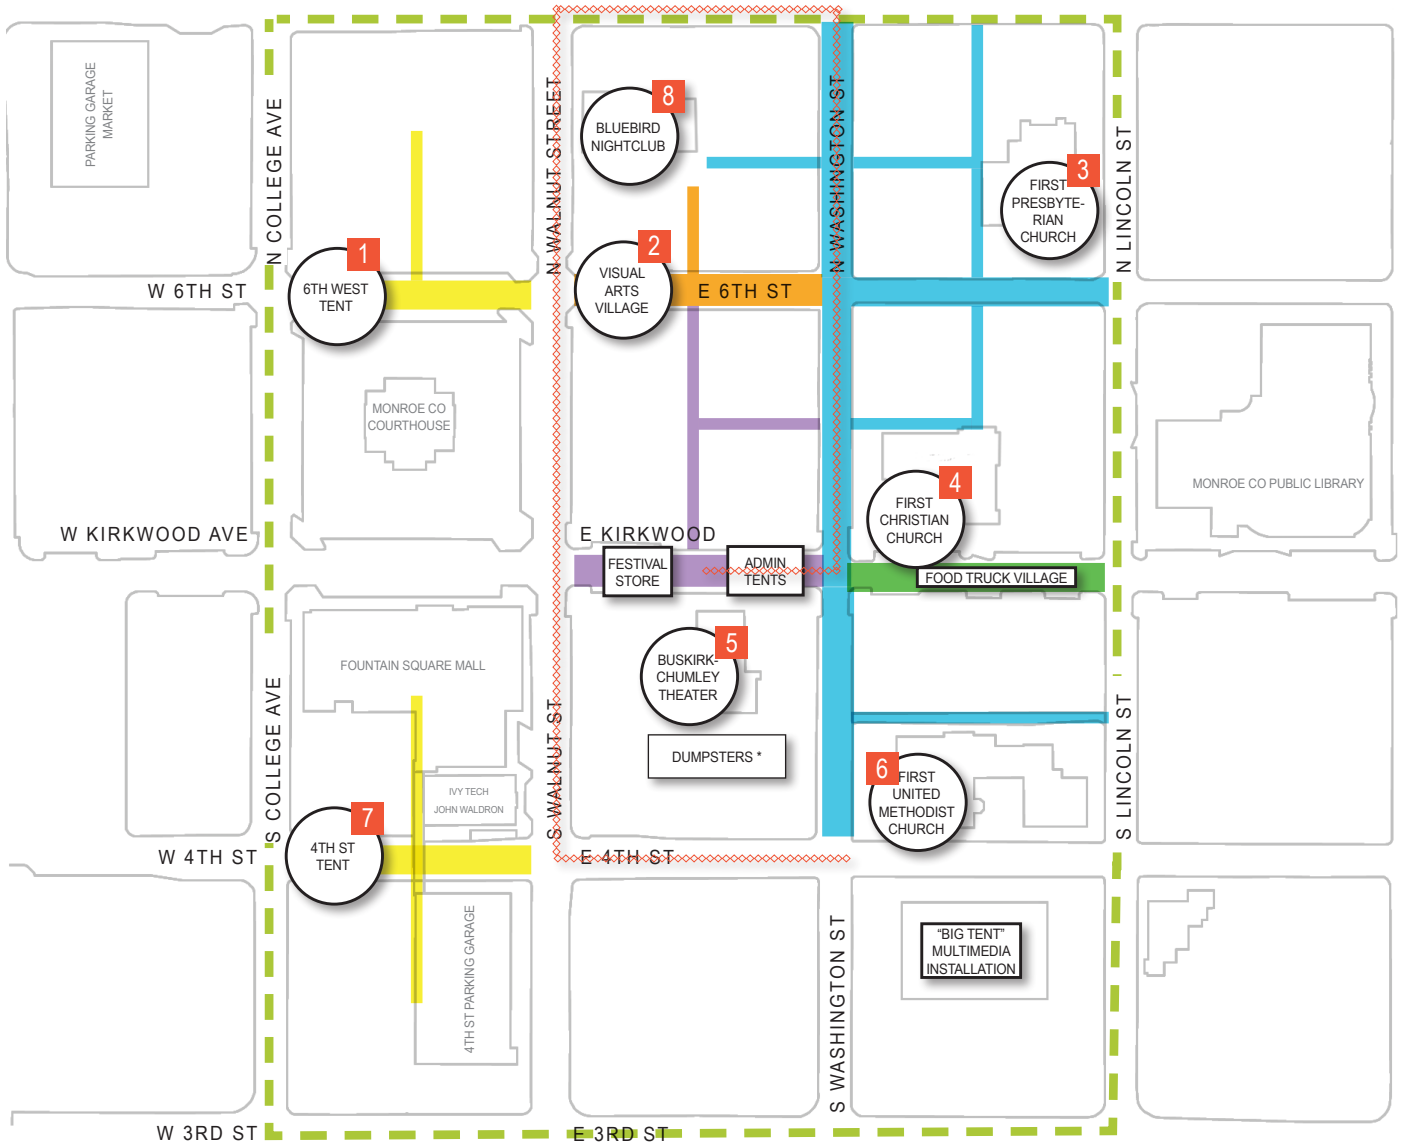 PARKING GARAGE
MARKET
N COLLEGE AVE
N WALNUT STREET
8
BLUEBIRD
NIGHTCLUB
N WASHINGTON ST
3
FIRST
PRESBYTE-
RIAN
CHURCH
N LINCOLN ST
W 6TH ST
1
6TH WEST
TENT
2
VISUAL
ARTS
VILLAGE
E 6TH ST
MONROE CO
COURTHOUSE
4
FIRST
CHRISTIAN
CHURCH
MONROE CO PUBLIC LIBRARY
W KIRKWOOD AVE
E KIRKWOOD
FESTIVAL
STORE
ADMIN
TENTS
FOOD TRUCK VILLAGE
FOUNTAIN SQUARE MALL
5
BUSKIRK-
CHUMLEY
THEATER
DUMPSTERS *
S COLLEGE AVE
S WALNUT ST
S LINCOLN ST
IVY TECH
JOHN WALDRON
6
FIRST
UNITED
METHODIST
CHURCH
7
4TH ST
TENT
W 4TH ST
E 4TH ST
4TH ST PARKING GARAGE
S WASHINGTON ST
"BIG TENT"
MULTIMEDIA
INSTALLATION
W 3RD ST
E 3RD ST